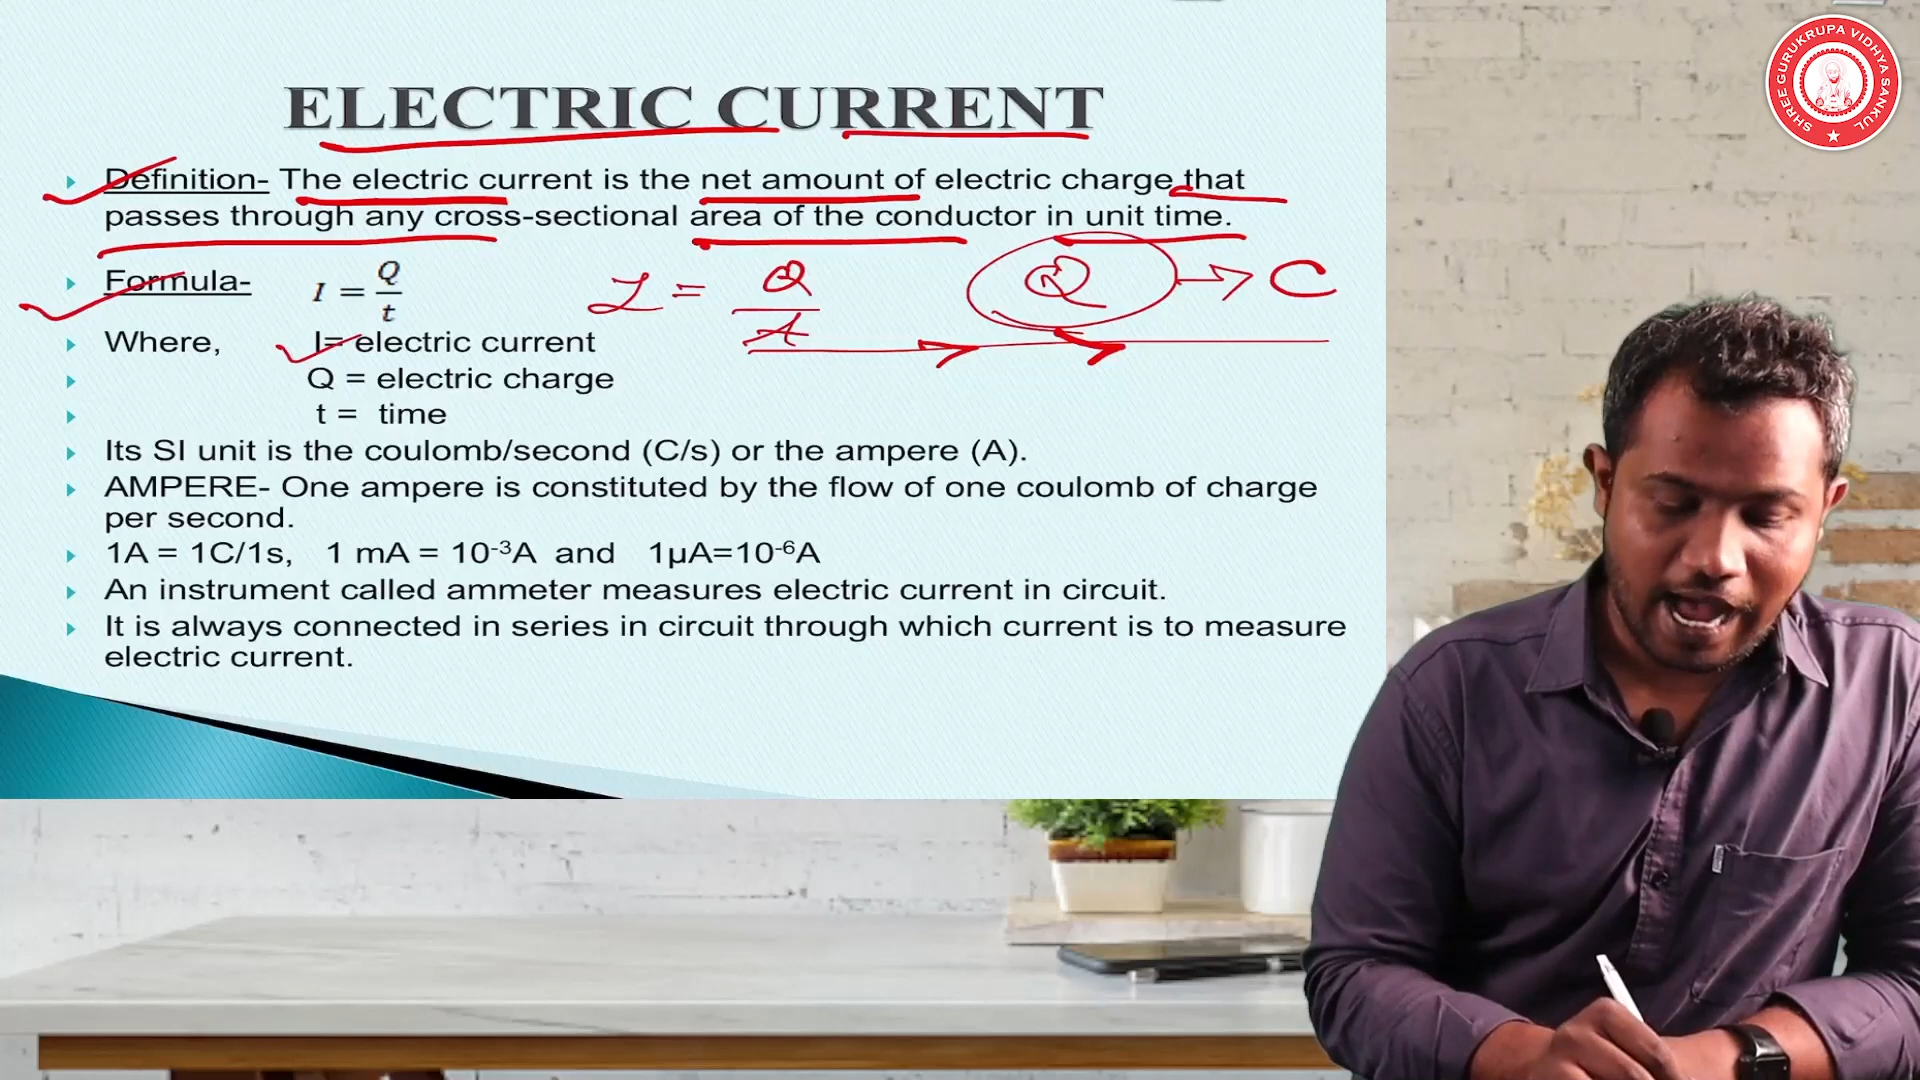 ELECTRIC CURRENT
Definition- The electric current is the net amount of electric charge that
passes through any cross-sectional area of the conductor in unit time.
Formula- I = Q/t
I = Q/A
Q → C
Where, I= electric current
Q = electric charge
t = time
Its SI unit is the coulomb/second (C/s) or the ampere (A).
AMPERE- One ampere is constituted by the flow of one coulomb of charge
per second.
1A = 1C/1s, 1 mA = 10⁻³A and 1µA=10⁻⁶A
An instrument called ammeter measures electric current in circuit.
It is always connected in series in circuit through which current is to measure
electric current.
SHREE GURUKRUPA VIDHYA SANKUL